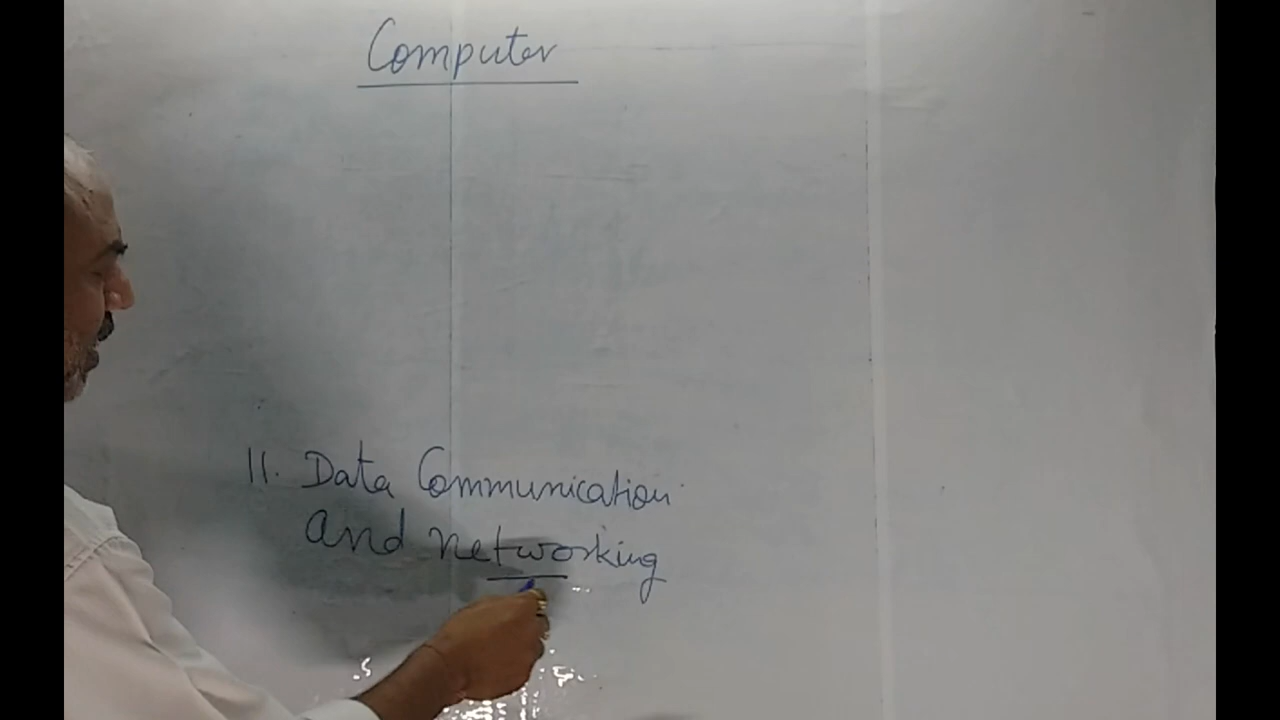 Computer
11. Data Communication
and networking